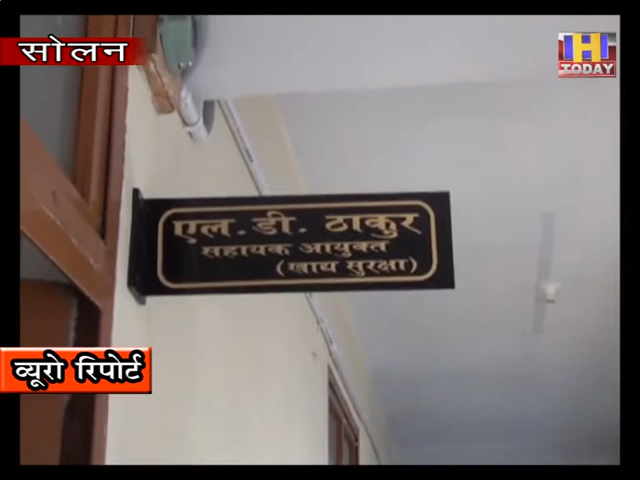 सोलन
H
TODAY
एल. डी. ठाकुर
सहायक आयुक्त
(खाद्य सुरक्षा)
व्यूरो रिपोर्ट